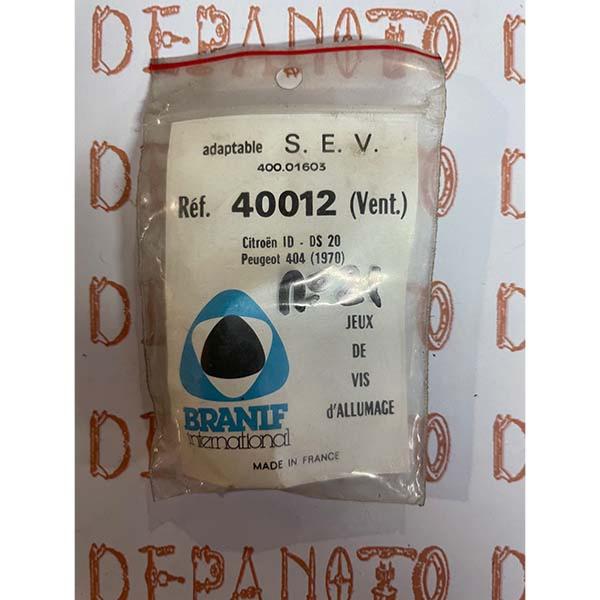 DEPANOTO
adaptable S. E. V.
400.01603
Réf. 40012 (Vent.)
Citroën ID - DS 20
Peugeot 404 (1970)
N° 21
JEUX
DE
VIS
d'ALLUMAGE
BRANIF
international
MADE IN FRANCE